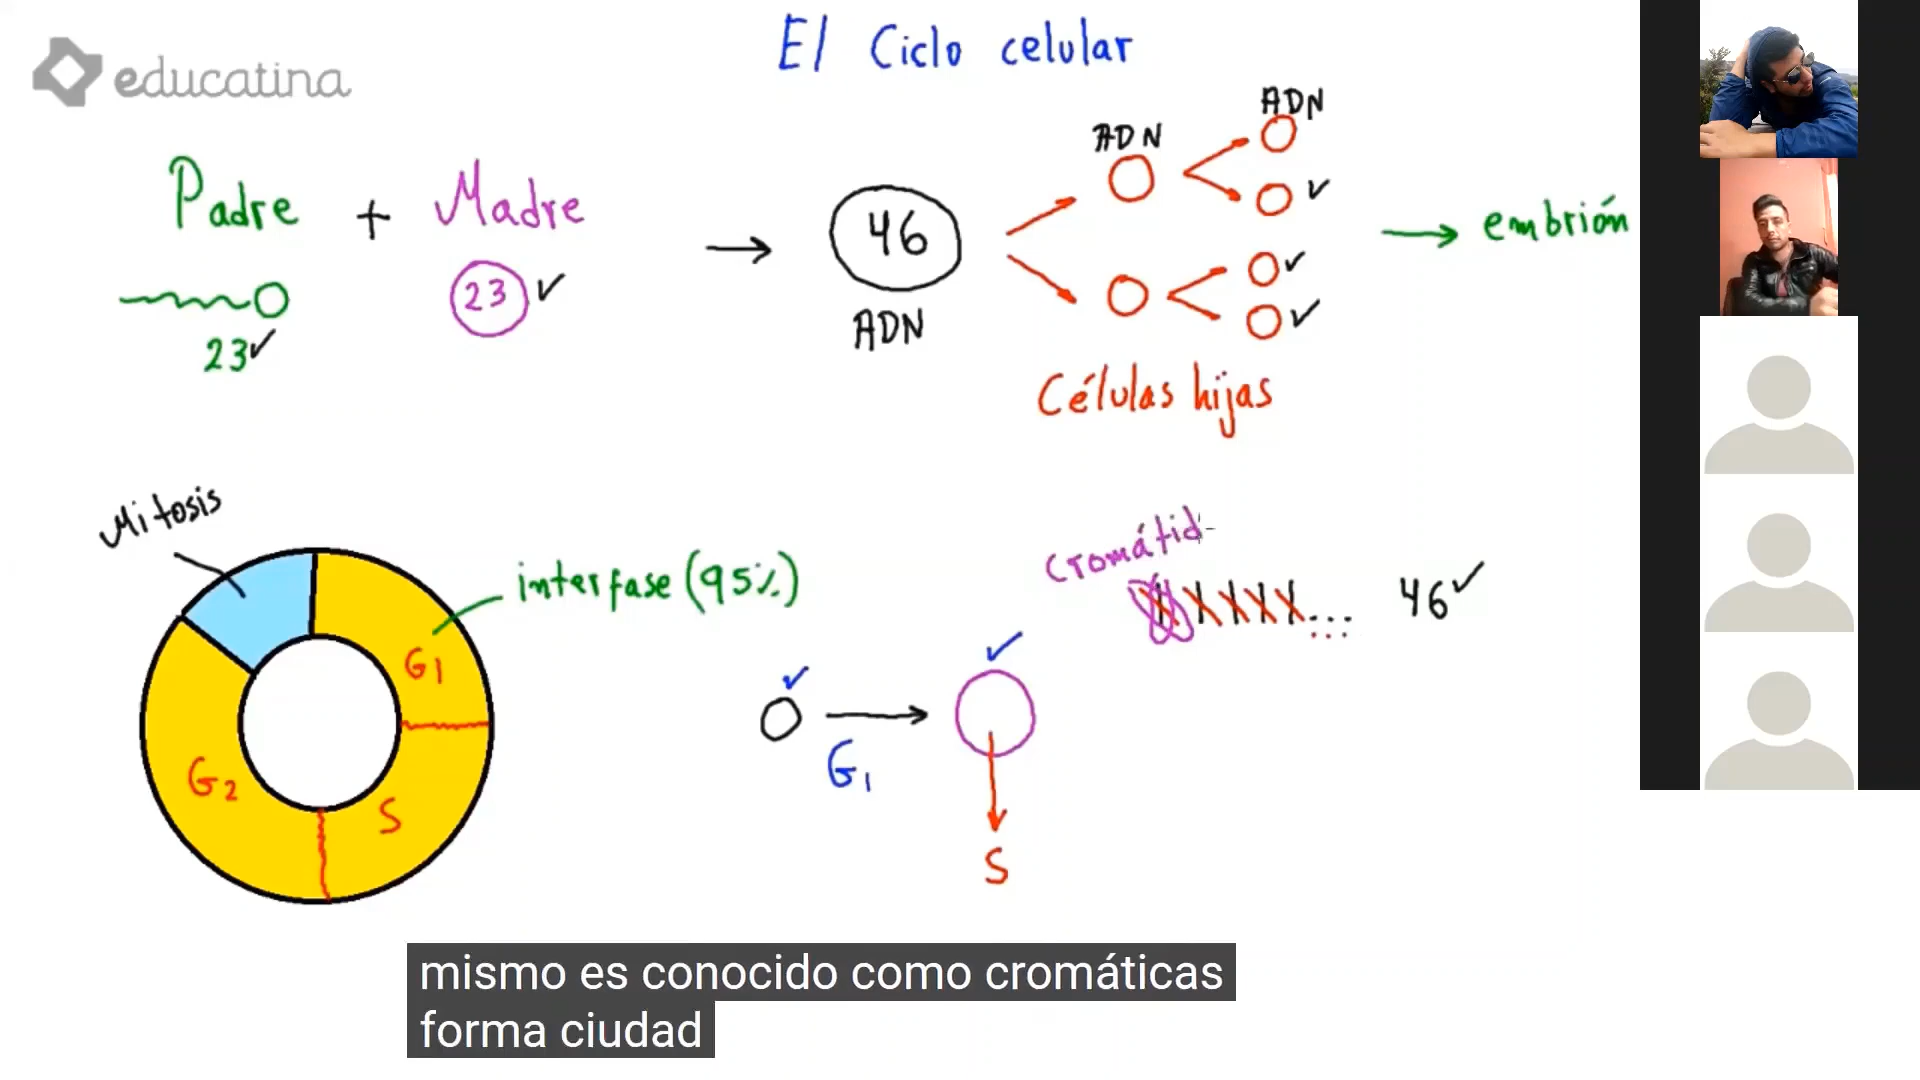 El Ciclo celular
educatina
Padre + Madre
23
23
46
ADN
ADN
ADN
Células hijas
embrión
Mitosis
interfase (95%)
G1
G2
S
G1
S
cromátid
XXXXX... 46
mismo es conocido como cromáticas
forma ciudad